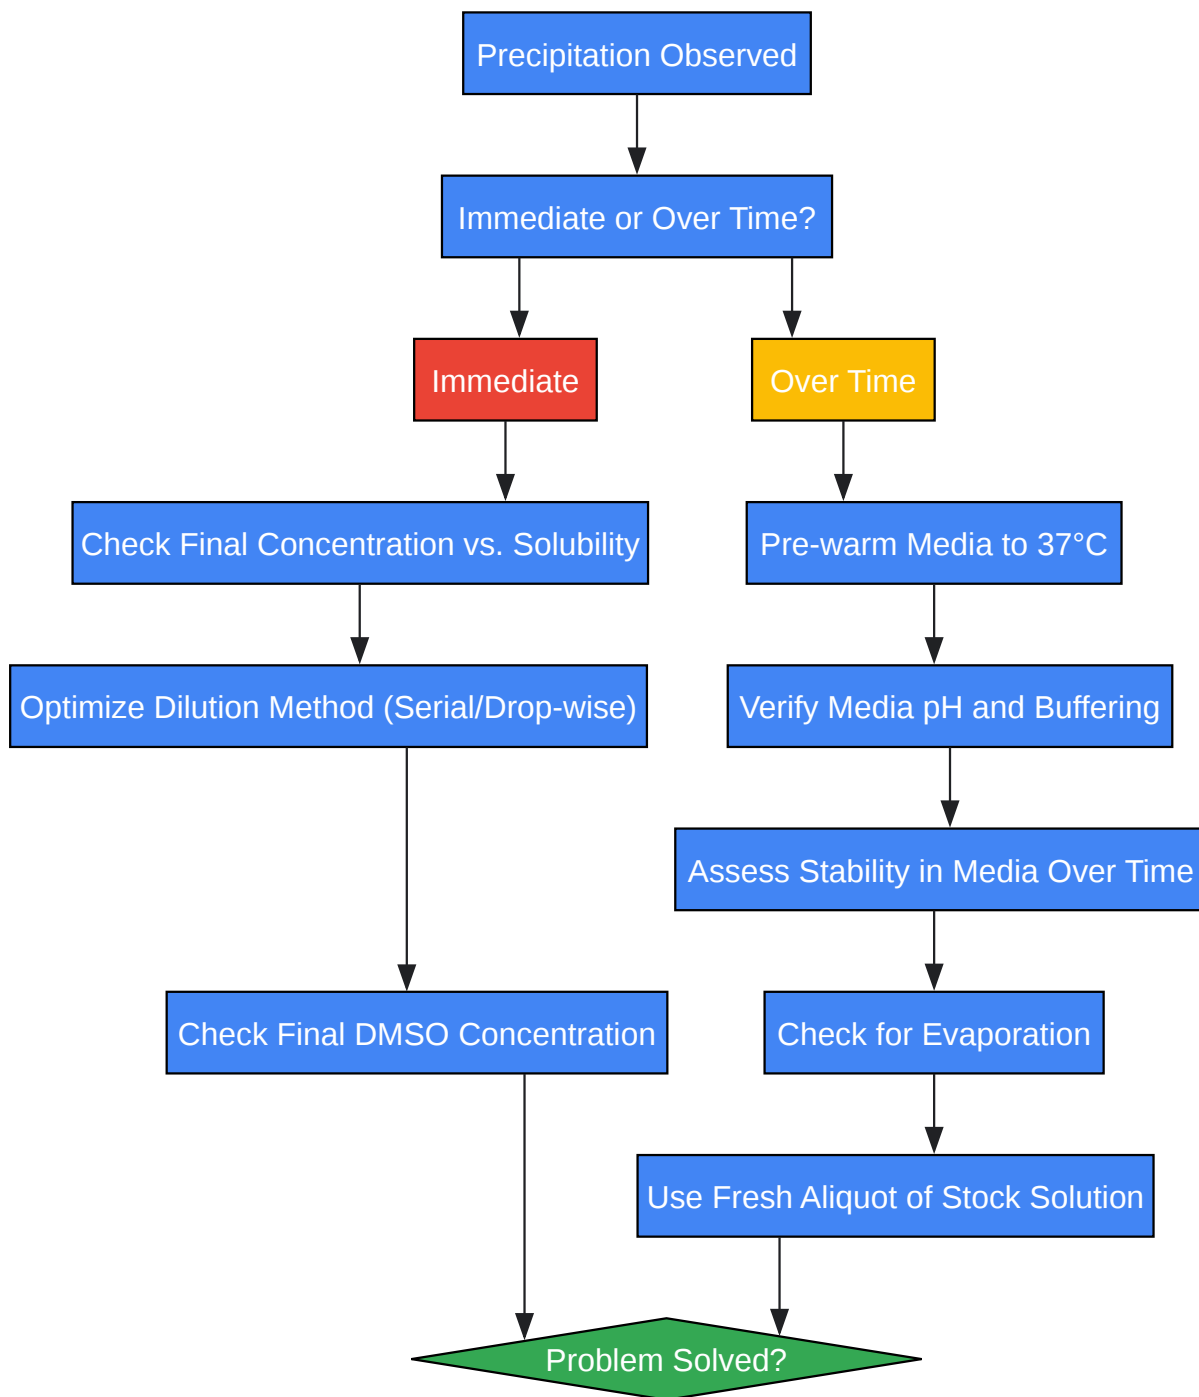 Precipitation Observed
Immediate or Over Time?
Immediate
Over Time
Check Final Concentration vs. Solubility
Pre-warm Media to 37°C
Optimize Dilution Method (Serial/Drop-wise)
Verify Media pH and Buffering
Assess Stability in Media Over Time
Check Final DMSO Concentration
Check for Evaporation
Use Fresh Aliquot of Stock Solution
Problem Solved?